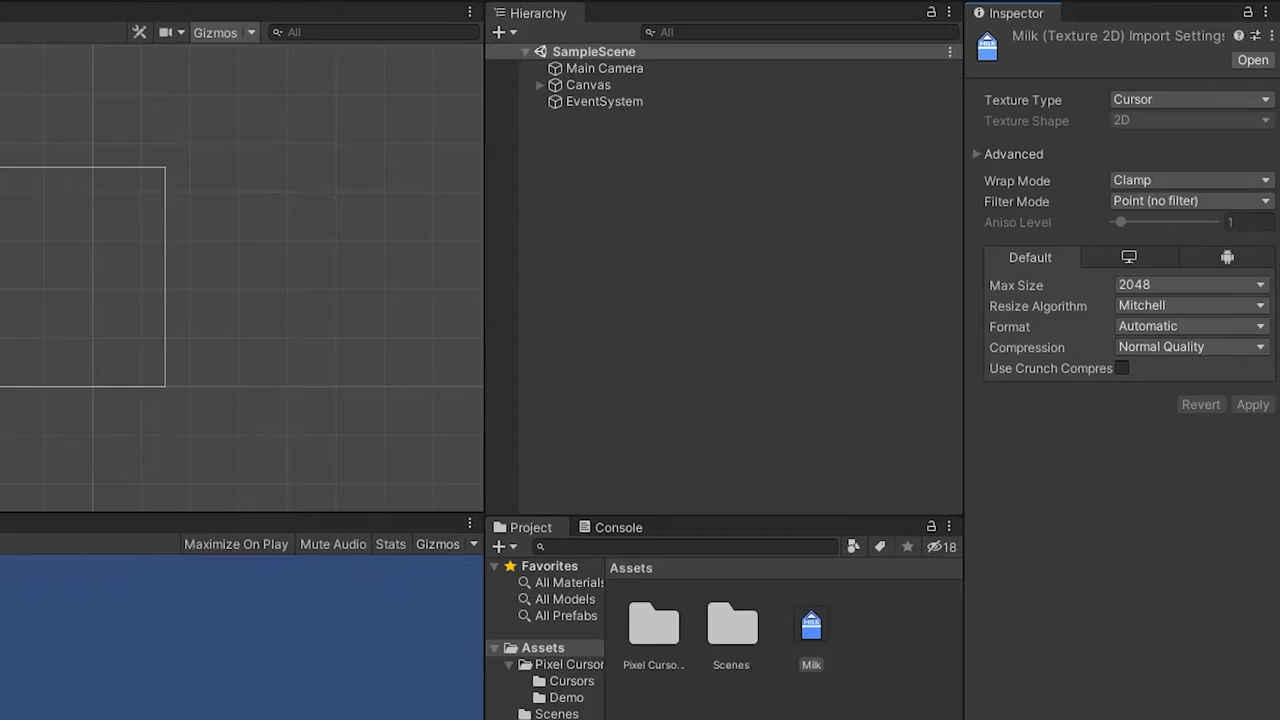 Gizmos
All
Hierarchy
All
SampleScene
Main Camera
Canvas
EventSystem
Inspector
Milk (Texture 2D) Import Settings
Open
Texture Type
Cursor
Texture Shape
2D
Advanced
Wrap Mode
Clamp
Filter Mode
Point (no filter)
Aniso Level
1
Default
Max Size
2048
Resize Algorithm
Mitchell
Format
Automatic
Compression
Normal Quality
Use Crunch Compres
Revert
Apply
Maximize On Play
Mute Audio
Stats
Gizmos
Project
Console
18
Favorites
All Materials
All Models
All Prefabs
Assets
Pixel Cursor
Cursors
Demo
Scenes
Assets
Pixel Curso...
Scenes
MILK
Milk